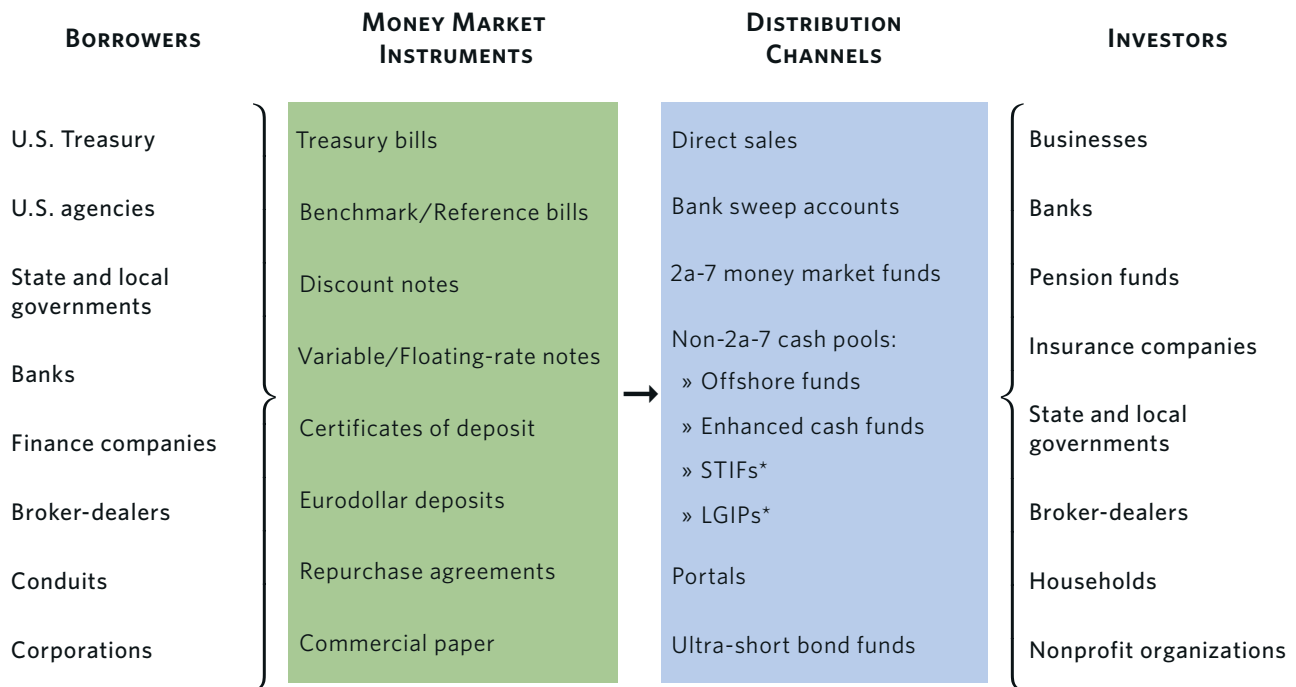 BORROWERS
U.S. Treasury
U.S. agencies
State and local
governments
Banks
Finance companies
Broker-dealers
Conduits
Corporations
MONEY MARKET
INSTRUMENTS
Treasury bills
Benchmark/Reference bills
Discount notes
Variable/Floating-rate notes
Certificates of deposit
Eurodollar deposits
Repurchase agreements
Commercial paper
DISTRIBUTION
CHANNELS
Direct sales
Bank sweep accounts
2a-7 money market funds
Non-2a-7 cash pools:
» Offshore funds
» Enhanced cash funds
» STIFs*
» LGIPs*
Portals
Ultra-short bond funds
INVESTORS
Businesses
Banks
Pension funds
Insurance companies
State and local
governments
Broker-dealers
Households
Nonprofit organizations